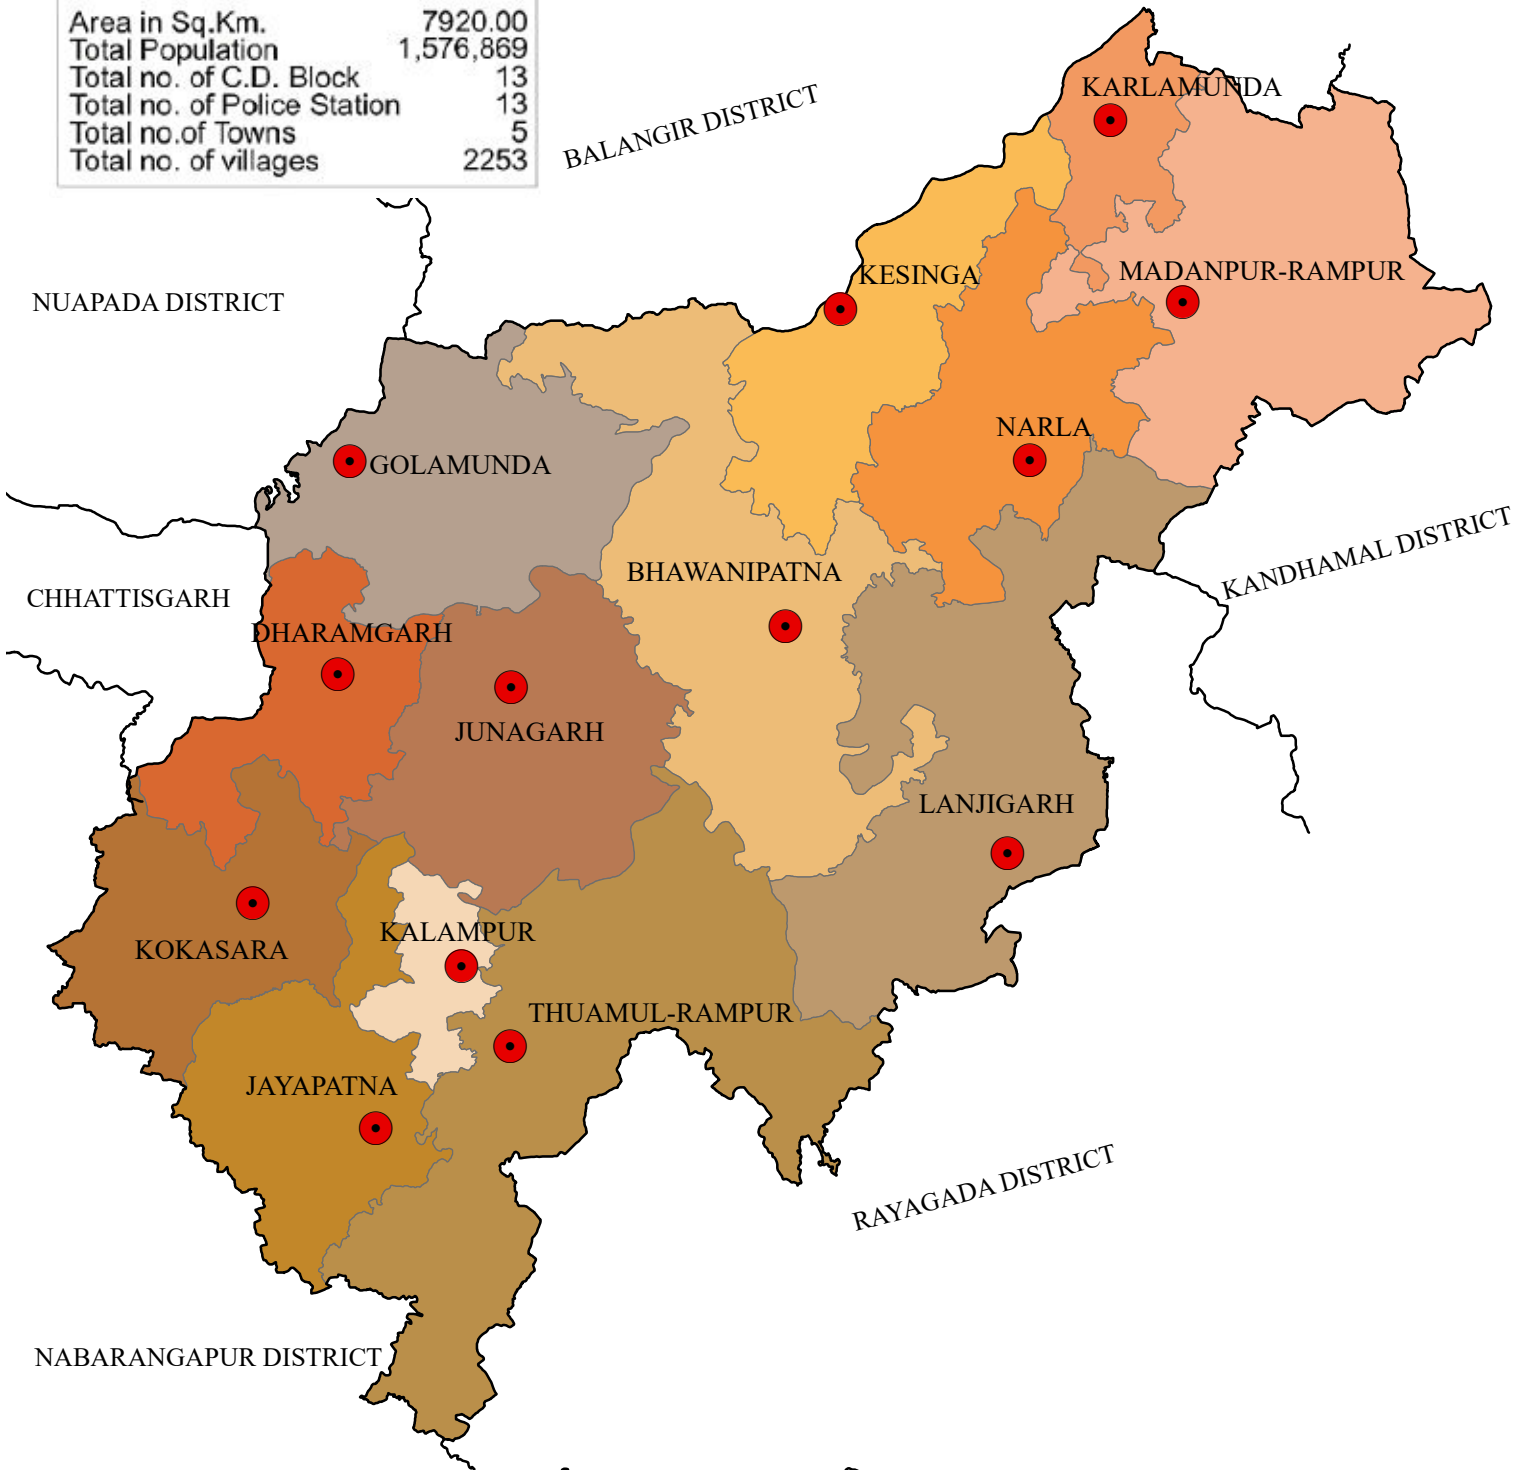 Area in Sq.Km. 7920.00
Total Population 1,576,869
Total no. of C.D. Block 13
Total no. of Police Station 13
Total no.of Towns 5
Total no. of villages 2253
KARLAMUNDA
BALANGIR DISTRICT
MADANPUR-RAMPUR
KESINGA
NUAPADA DISTRICT
NARLA
GOLAMUNDA
KANDHAMAL DISTRICT
BHAWANIPATNA
CHHATTISGARH
DHARAMGARH
JUNAGARH
LANJIGARH
KALAMPUR
KOKASARA
THUAMUL-RAMPUR
JAYAPATNA
RAYAGADA DISTRICT
NABARANGAPUR DISTRICT